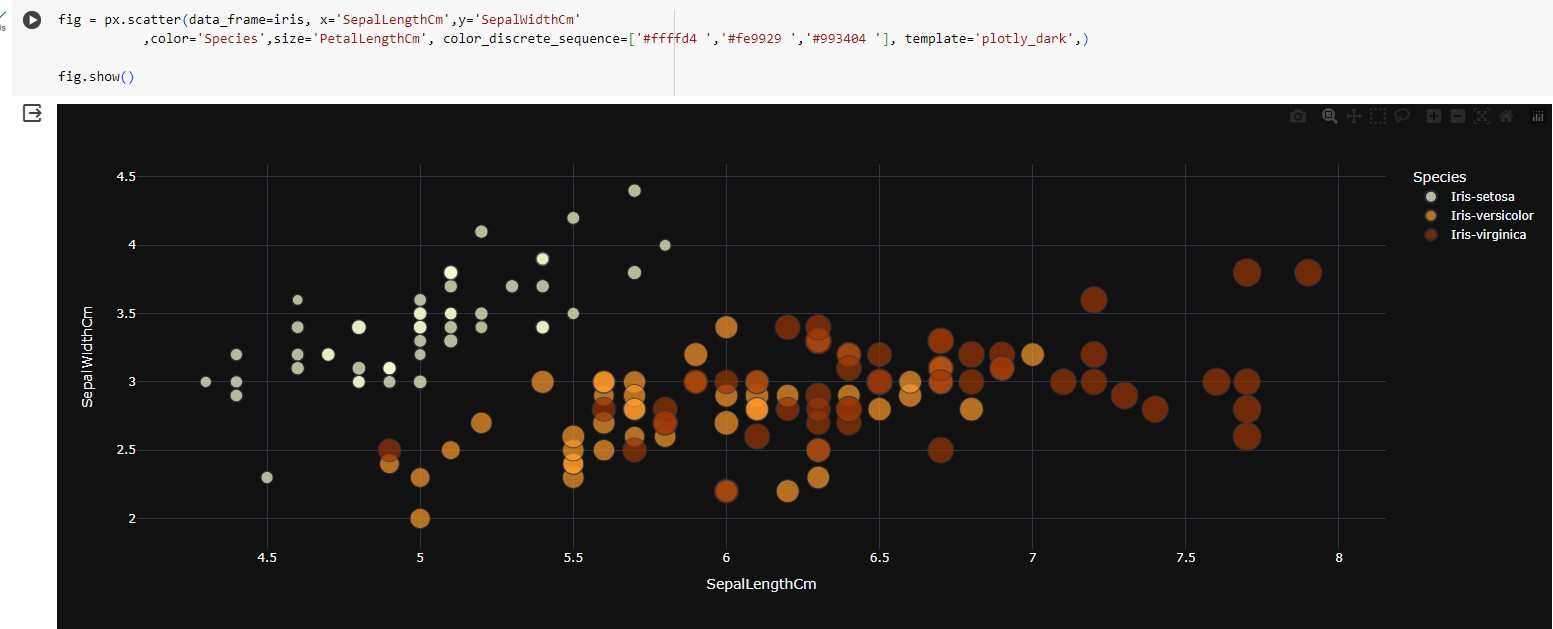 fig = px.scatter(data_frame=iris, x='SepalLengthCm',y='SepalWidthCm'
,color='Species',size='PetalLengthCm', color_discrete_sequence=['#ffffd4 ','#fe9929 ','#993404 '], template='plotly_dark',)
fig.show()
Species
Iris-setosa
Iris-versicolor
Iris-virginica
SepalWidthCm
4.5
4
3.5
3
2.5
2
4.5 5 5.5 6 6.5 7 7.5 8
SepalLengthCm